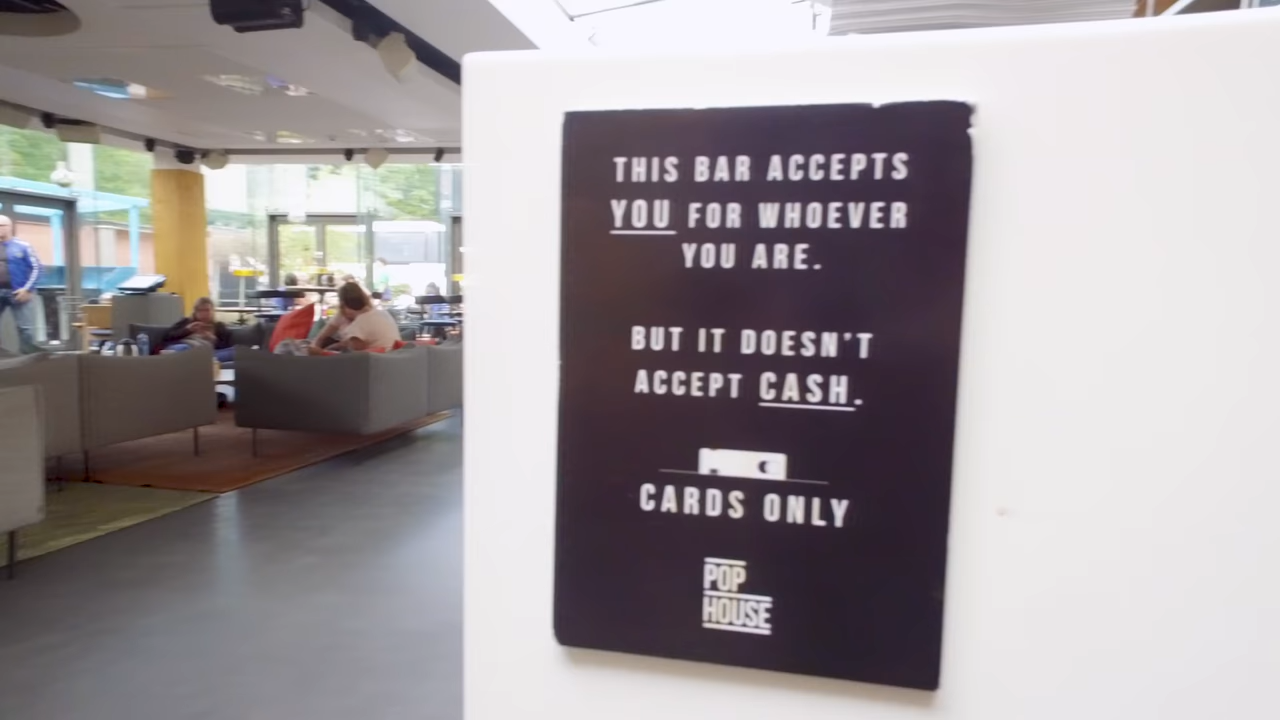 THIS BAR ACCEPTS
YOU FOR WHOEVER
YOU ARE.
BUT IT DOESN'T
ACCEPT CASH.
CARDS ONLY
POP
HOUSE